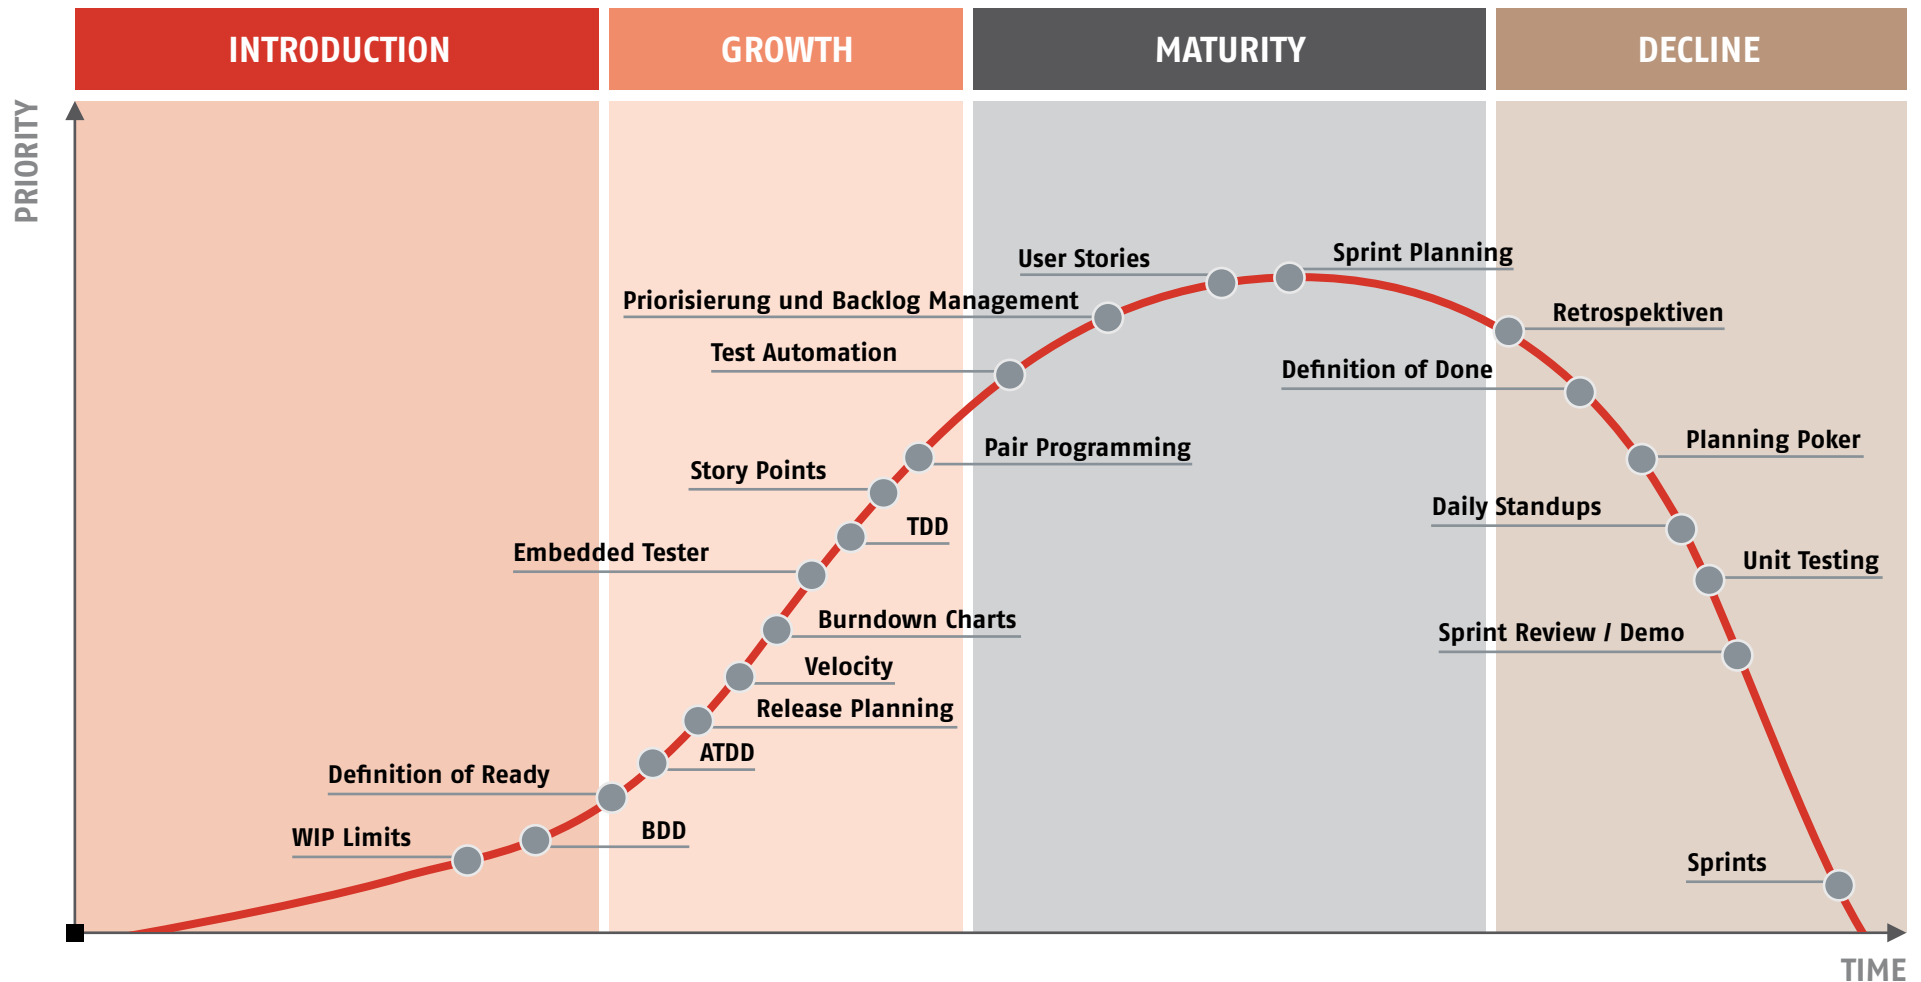 INTRODUCTION
GROWTH
MATURITY
DECLINE
PRIORITY
User Stories
Sprint Planning
Priorisierung und Backlog Management
Retrospektiven
Test Automation
Definition of Done
Planning Poker
Pair Programming
Story Points
Daily Standups
TDD
Embedded Tester
Unit Testing
Burndown Charts
Sprint Review / Demo
Velocity
Release Planning
ATDD
Definition of Ready
BDD
WIP Limits
Sprints
TIME